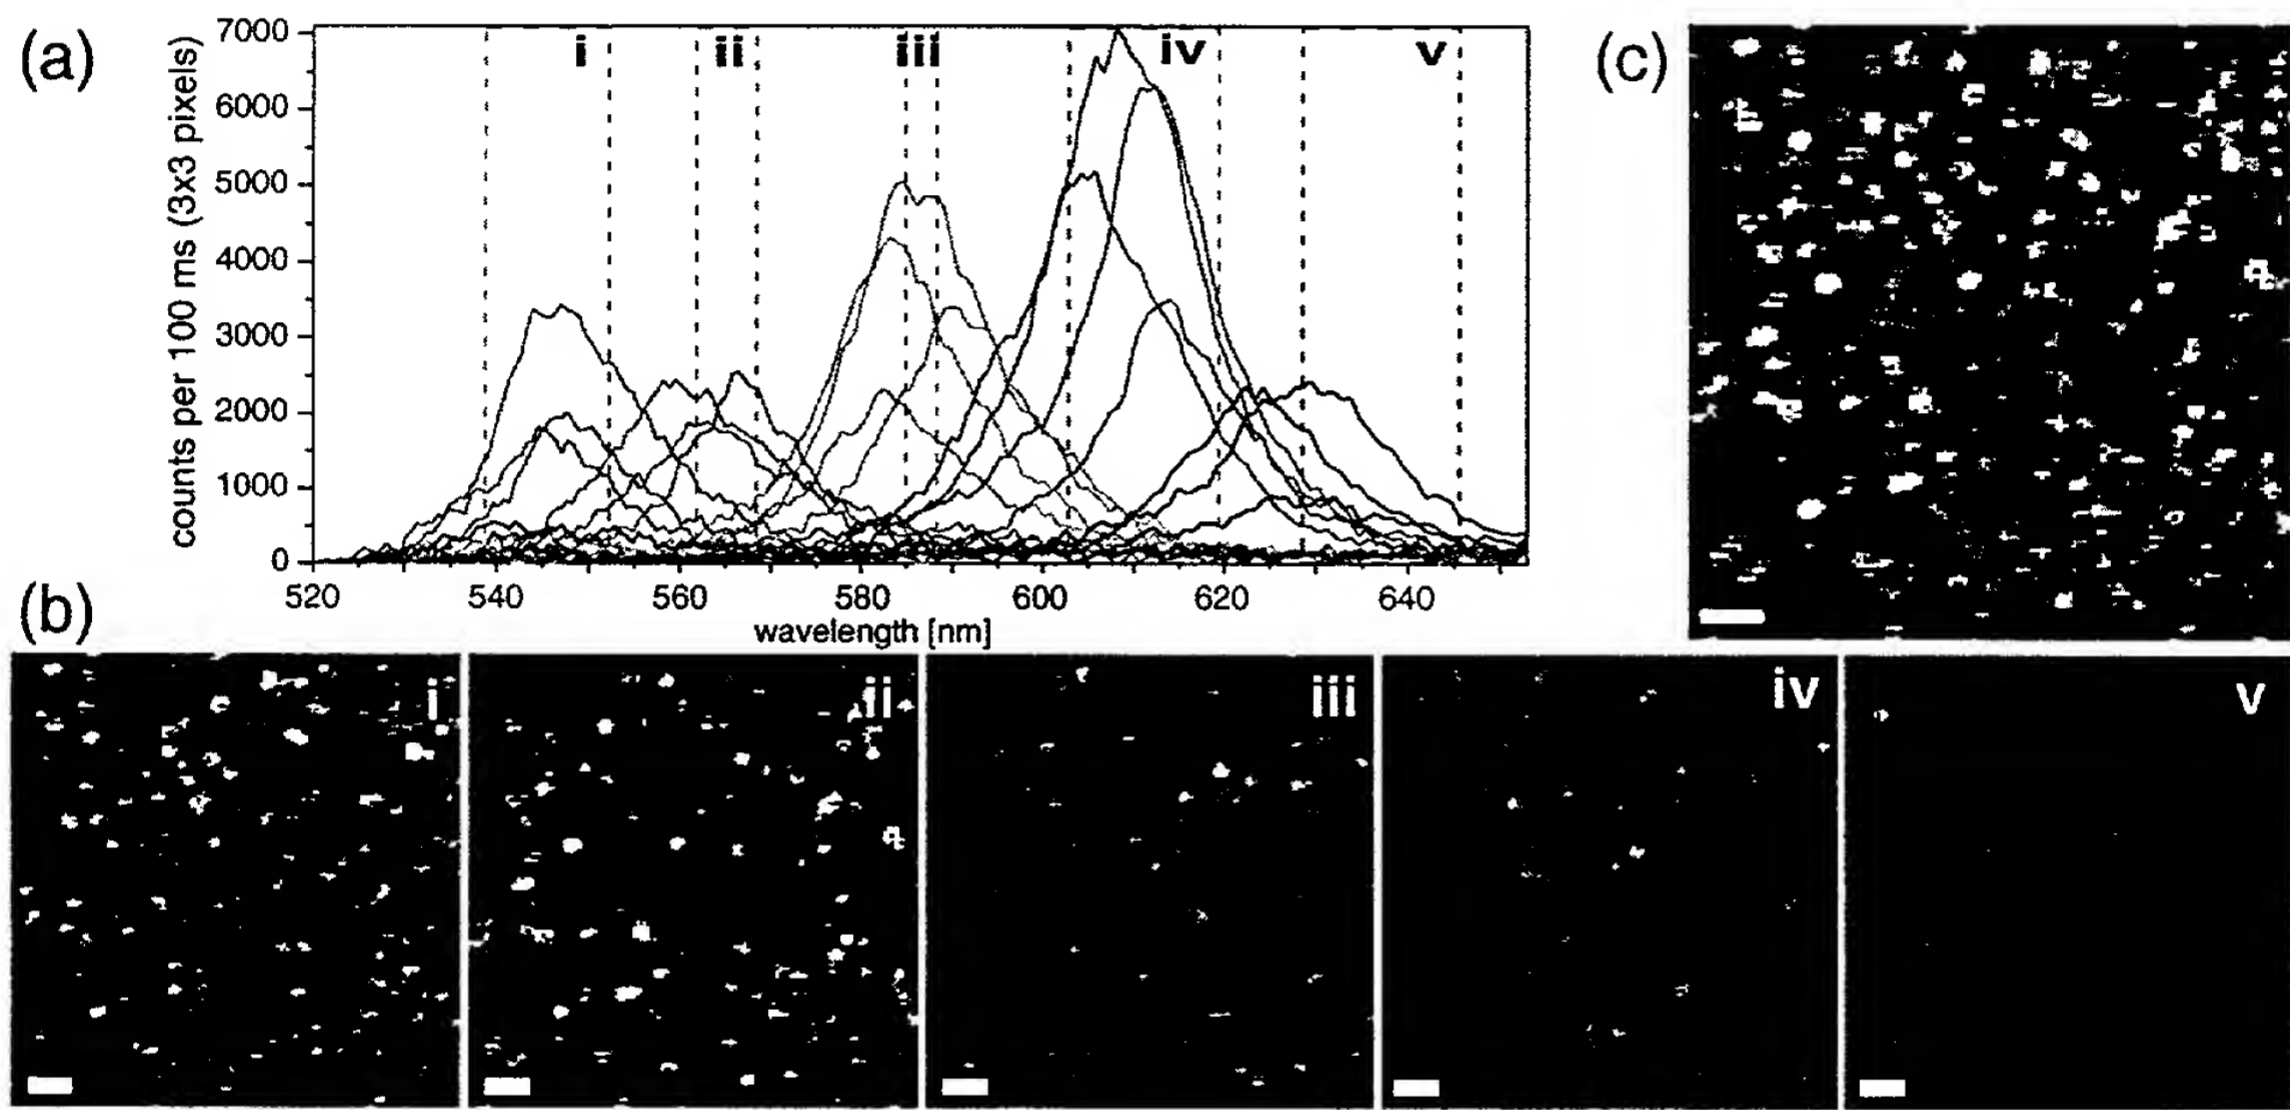 (a)
counts per 100 ms (3x3 pixels)
7000
6000
5000
4000
3000
2000
1000
0
i
ii
iii
iv
v
520
540
560
580
600
620
640
wavelength [nm]
(c)
(b)
i
ii
iii
iv
v